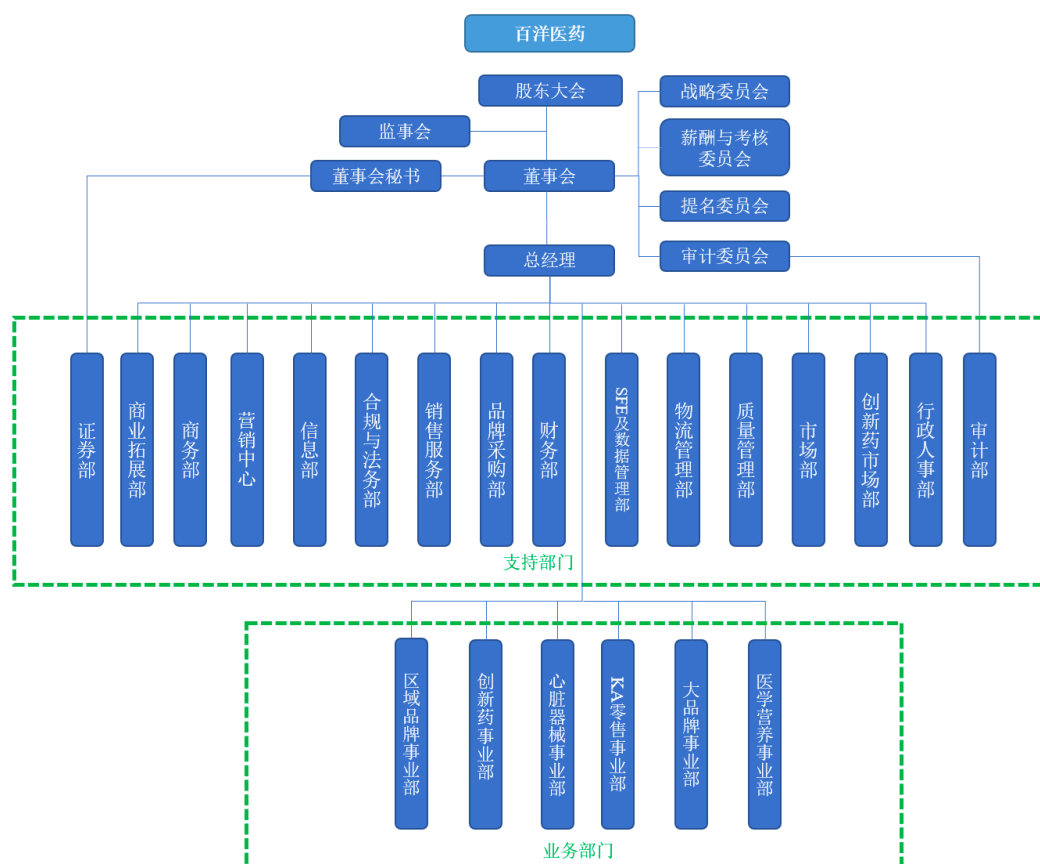 百洋医药
股东大会
战略委员会
监事会
薪酬与考核
委员会
董事会秘书
董事会
提名委员会
总经理
审计委员会
证券部
商业拓展部
商务部
营销中心
信息部
合规与法务部
销售服务部
品牌采购部
财务部
SFE及数据管理部
物流管理部
质量管理部
市场部
创新药市场部
行政人事部
审计部
支持部门
区域品牌事业部
创新药事业部
心脏器械事业部
KA零售事业部
大品牌事业部
医学营养事业部
业务部门